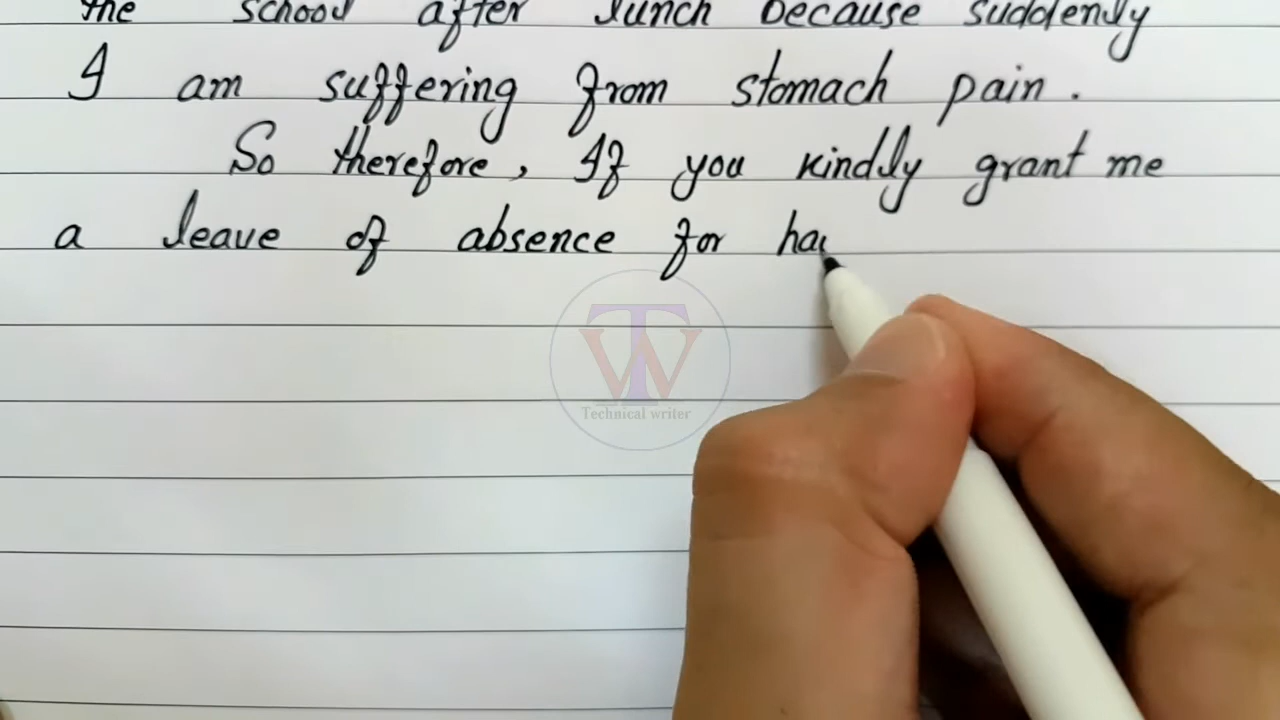 the school after lunch because suddenly
I am suffering from stomach pain.
So therefore, If you kindly grant me
a leave of absence for
TW
Technical writer